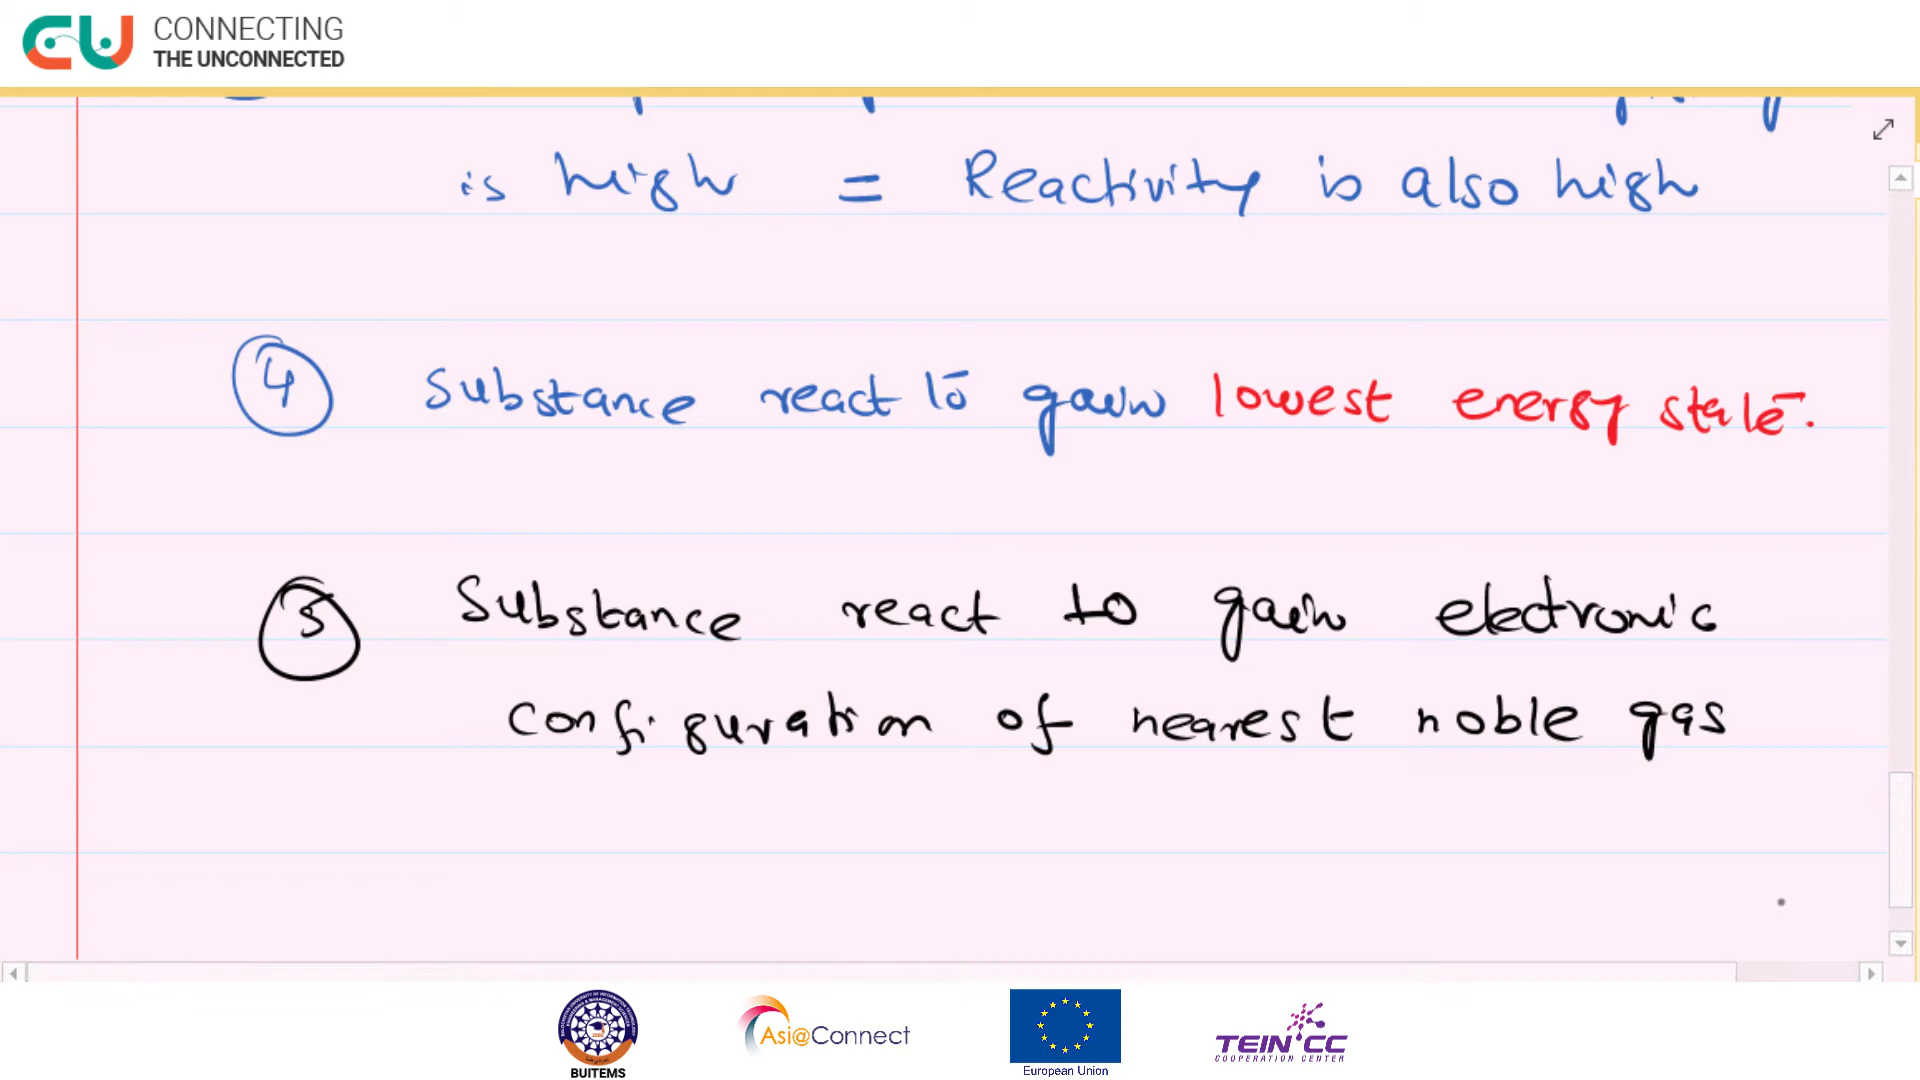 CONNECTING
THE UNCONNECTED
is high = Reactivity is also high
4 Substance react to gain lowest energy state.
5 Substance react to gain electronic
configuration of nearest noble gas
BUITEMS
Asi@Connect
European Union
TEIN*CC
COOPERATION CENTER